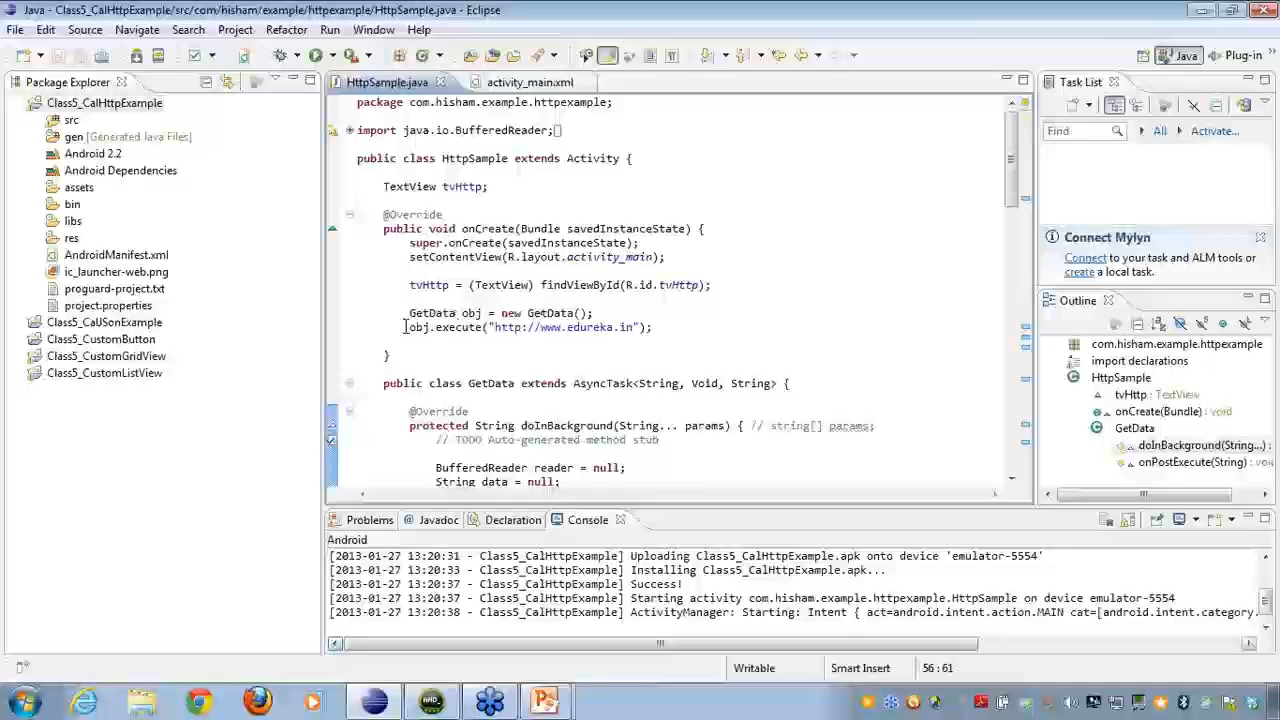 Java - Class5_CalHttpExample/src/com/hisham/example/httpexample/HttpSample.java - Eclipse
File Edit Source Navigate Search Project Refactor Run Window Help
Java Plug-in
Package Explorer
Class5_CalHttpExample
src
gen [Generated Java Files]
Android 2.2
Android Dependencies
assets
bin
libs
res
AndroidManifest.xml
ic_launcher-web.png
proguard-project.txt
project.properties
Class5_CalJSonExample
Class5_CustomButton
Class5_CustomGridView
Class5_CustomListView
HttpSample.java activity_main.xml
package com.hisham.example.httpexample;
import java.io.BufferedReader;
public class HttpSample extends Activity {
TextView tvHttp;
@Override
public void onCreate(Bundle savedInstanceState) {
super.onCreate(savedInstanceState);
setContentView(R.layout.activity_main);
tvHttp = (TextView) findViewById(R.id.tvHttp);
GetData obj = new GetData();
obj.execute("http://www.edureka.in");
}
public class GetData extends AsyncTask<String, Void, String> {
@Override
protected String doInBackground(String... params) { // string[] params;
// TODO Auto-generated method stub
BufferedReader reader = null;
String data = null;
Task List
Find All Activate...
Connect Mylyn
Connect to your task and ALM tools or
create a local task.
Outline
com.hisham.example.httpexample
import declarations
HttpSample
tvHttp : TextView
onCreate(Bundle) : void
GetData
doInBackground(String...) :
onPostExecute(String) : voi
Problems Javadoc Declaration Console
Android
[2013-01-27 13:20:31 - Class5_CalHttpExample] Uploading Class5_CalHttpExample.apk onto device 'emulator-5554'
[2013-01-27 13:20:33 - Class5_CalHttpExample] Installing Class5_CalHttpExample.apk...
[2013-01-27 13:20:37 - Class5_CalHttpExample] Success!
[2013-01-27 13:20:37 - Class5_CalHttpExample] Starting activity com.hisham.example.httpexample.HttpSample on device emulator-5554
[2013-01-27 13:20:38 - Class5_CalHttpExample] ActivityManager: Starting: Intent { act=android.intent.action.MAIN cat=[android.intent.category.
Writable Smart Insert 56 : 61